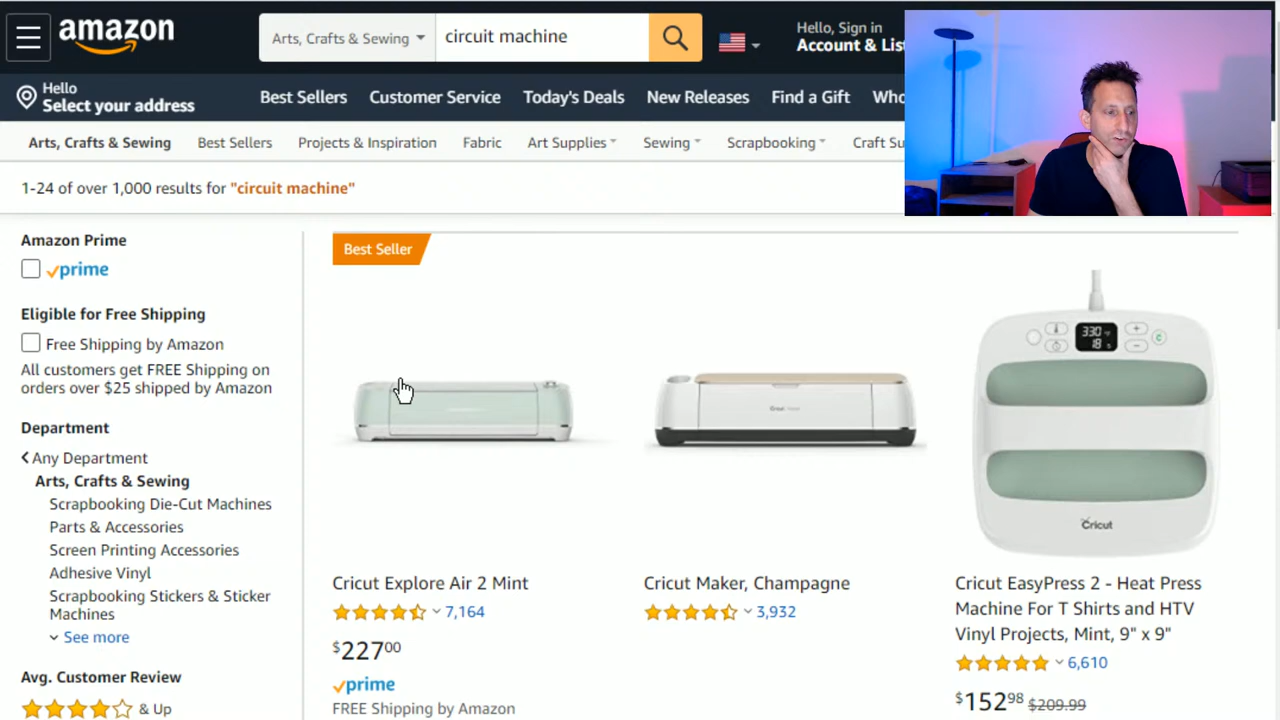 amazon
Arts, Crafts & Sewing
circuit machine
Hello, Sign in
Account & Lis
Hello
Select your address
Best Sellers
Customer Service
Today's Deals
New Releases
Find a Gift
Who
Arts, Crafts & Sewing
Best Sellers
Projects & Inspiration
Fabric
Art Supplies
Sewing
Scrapbooking
Craft Su
1-24 of over 1,000 results for "circuit machine"
Amazon Prime
prime
Eligible for Free Shipping
Free Shipping by Amazon
All customers get FREE Shipping on
orders over $25 shipped by Amazon
Department
Any Department
Arts, Crafts & Sewing
Scrapbooking Die-Cut Machines
Parts & Accessories
Screen Printing Accessories
Adhesive Vinyl
Scrapbooking Stickers & Sticker
Machines
See more
Avg. Customer Review
& Up
Best Seller
Cricut Explore Air 2 Mint
7,164
$227.00
prime
FREE Shipping by Amazon
Cricut Maker, Champagne
3,932
330
18
Cricut
Cricut EasyPress 2 - Heat Press
Machine For T Shirts and HTV
Vinyl Projects, Mint, 9" x 9"
6,610
$152.98 $209.99